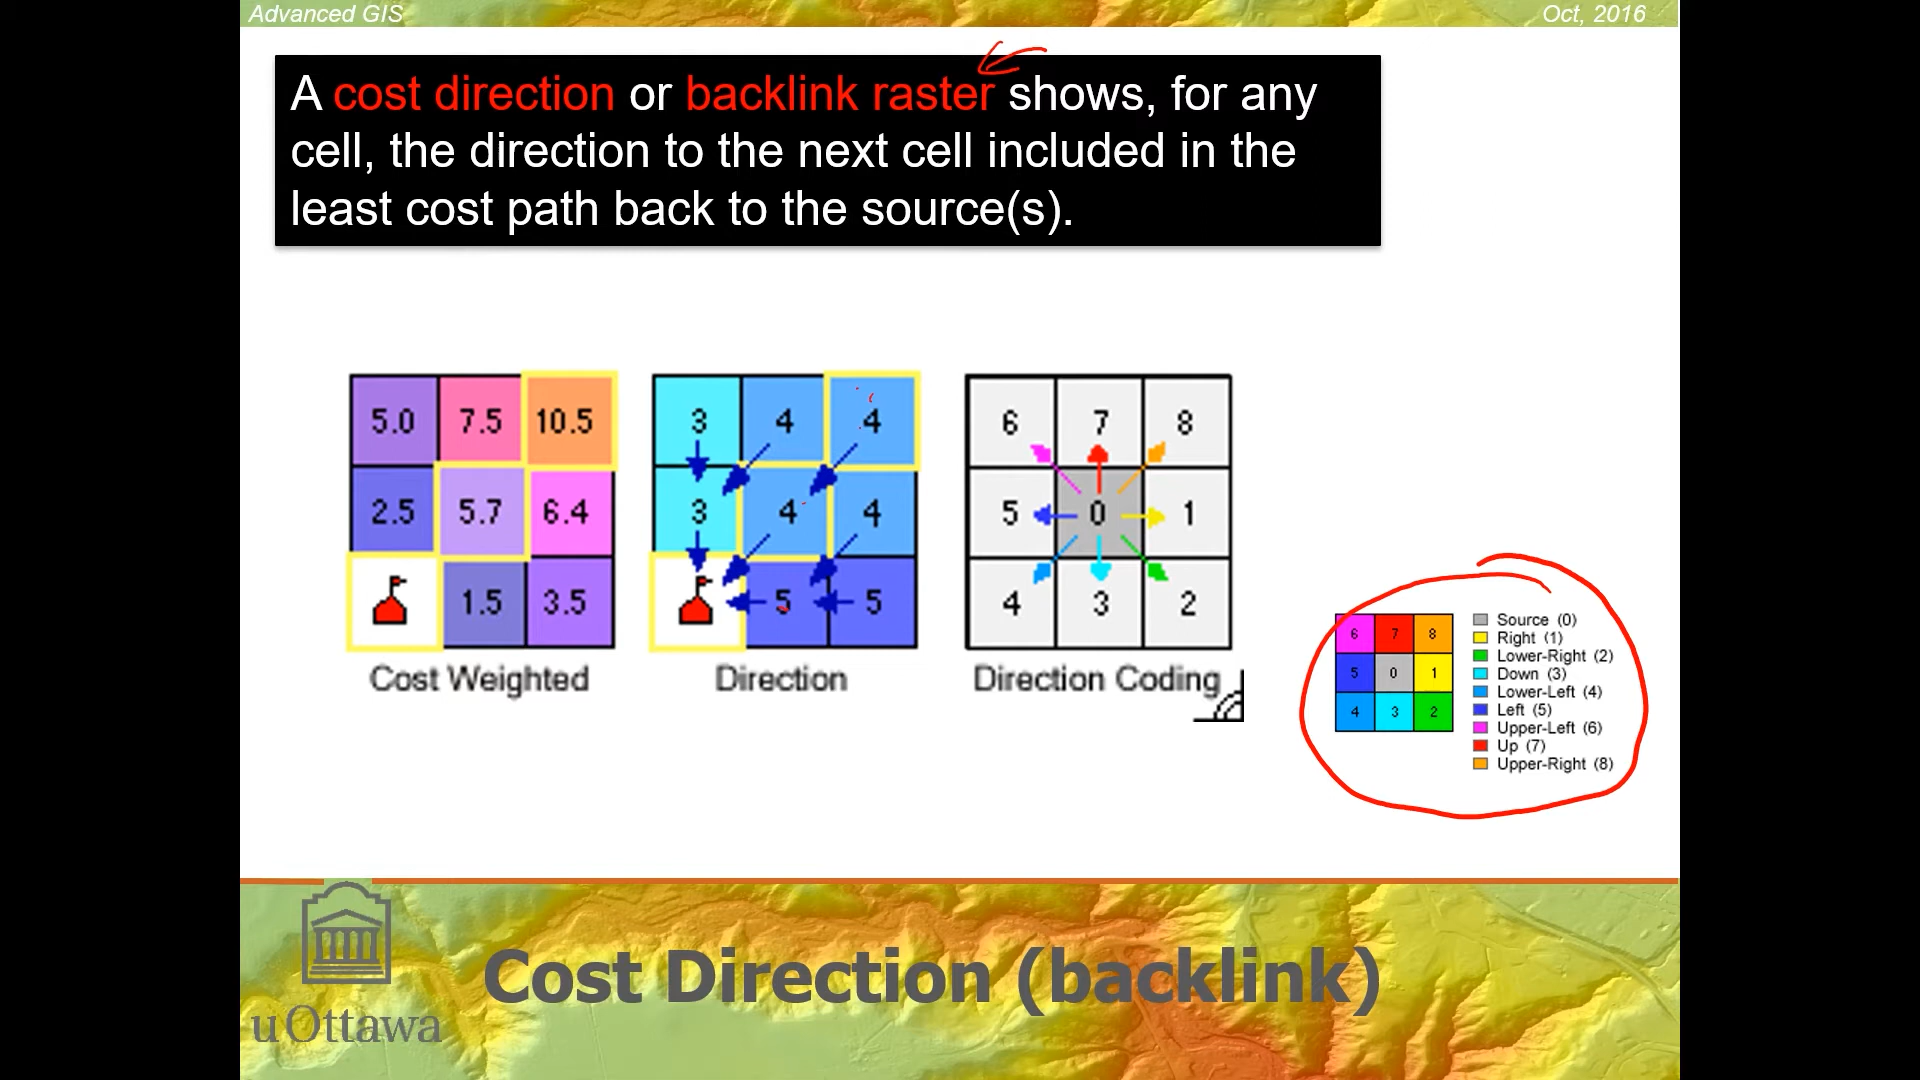 Advanced GIS
Oct, 2016
A cost direction or backlink raster shows, for any
cell, the direction to the next cell included in the
least cost path back to the source(s).
5.0 7.5 10.5
2.5 5.7 6.4
1.5 3.5
Cost Weighted
3 4 4
3 4 4
5 5
Direction
6 7 8
5 0 1
4 3 2
Direction Coding
6 7 8
5 0 1
4 3 2
Source (0)
Right (1)
Lower-Right (2)
Down (3)
Lower-Left (4)
Left (5)
Upper-Left (6)
Up (7)
Upper-Right (8)
uOttawa
Cost Direction (backlink)